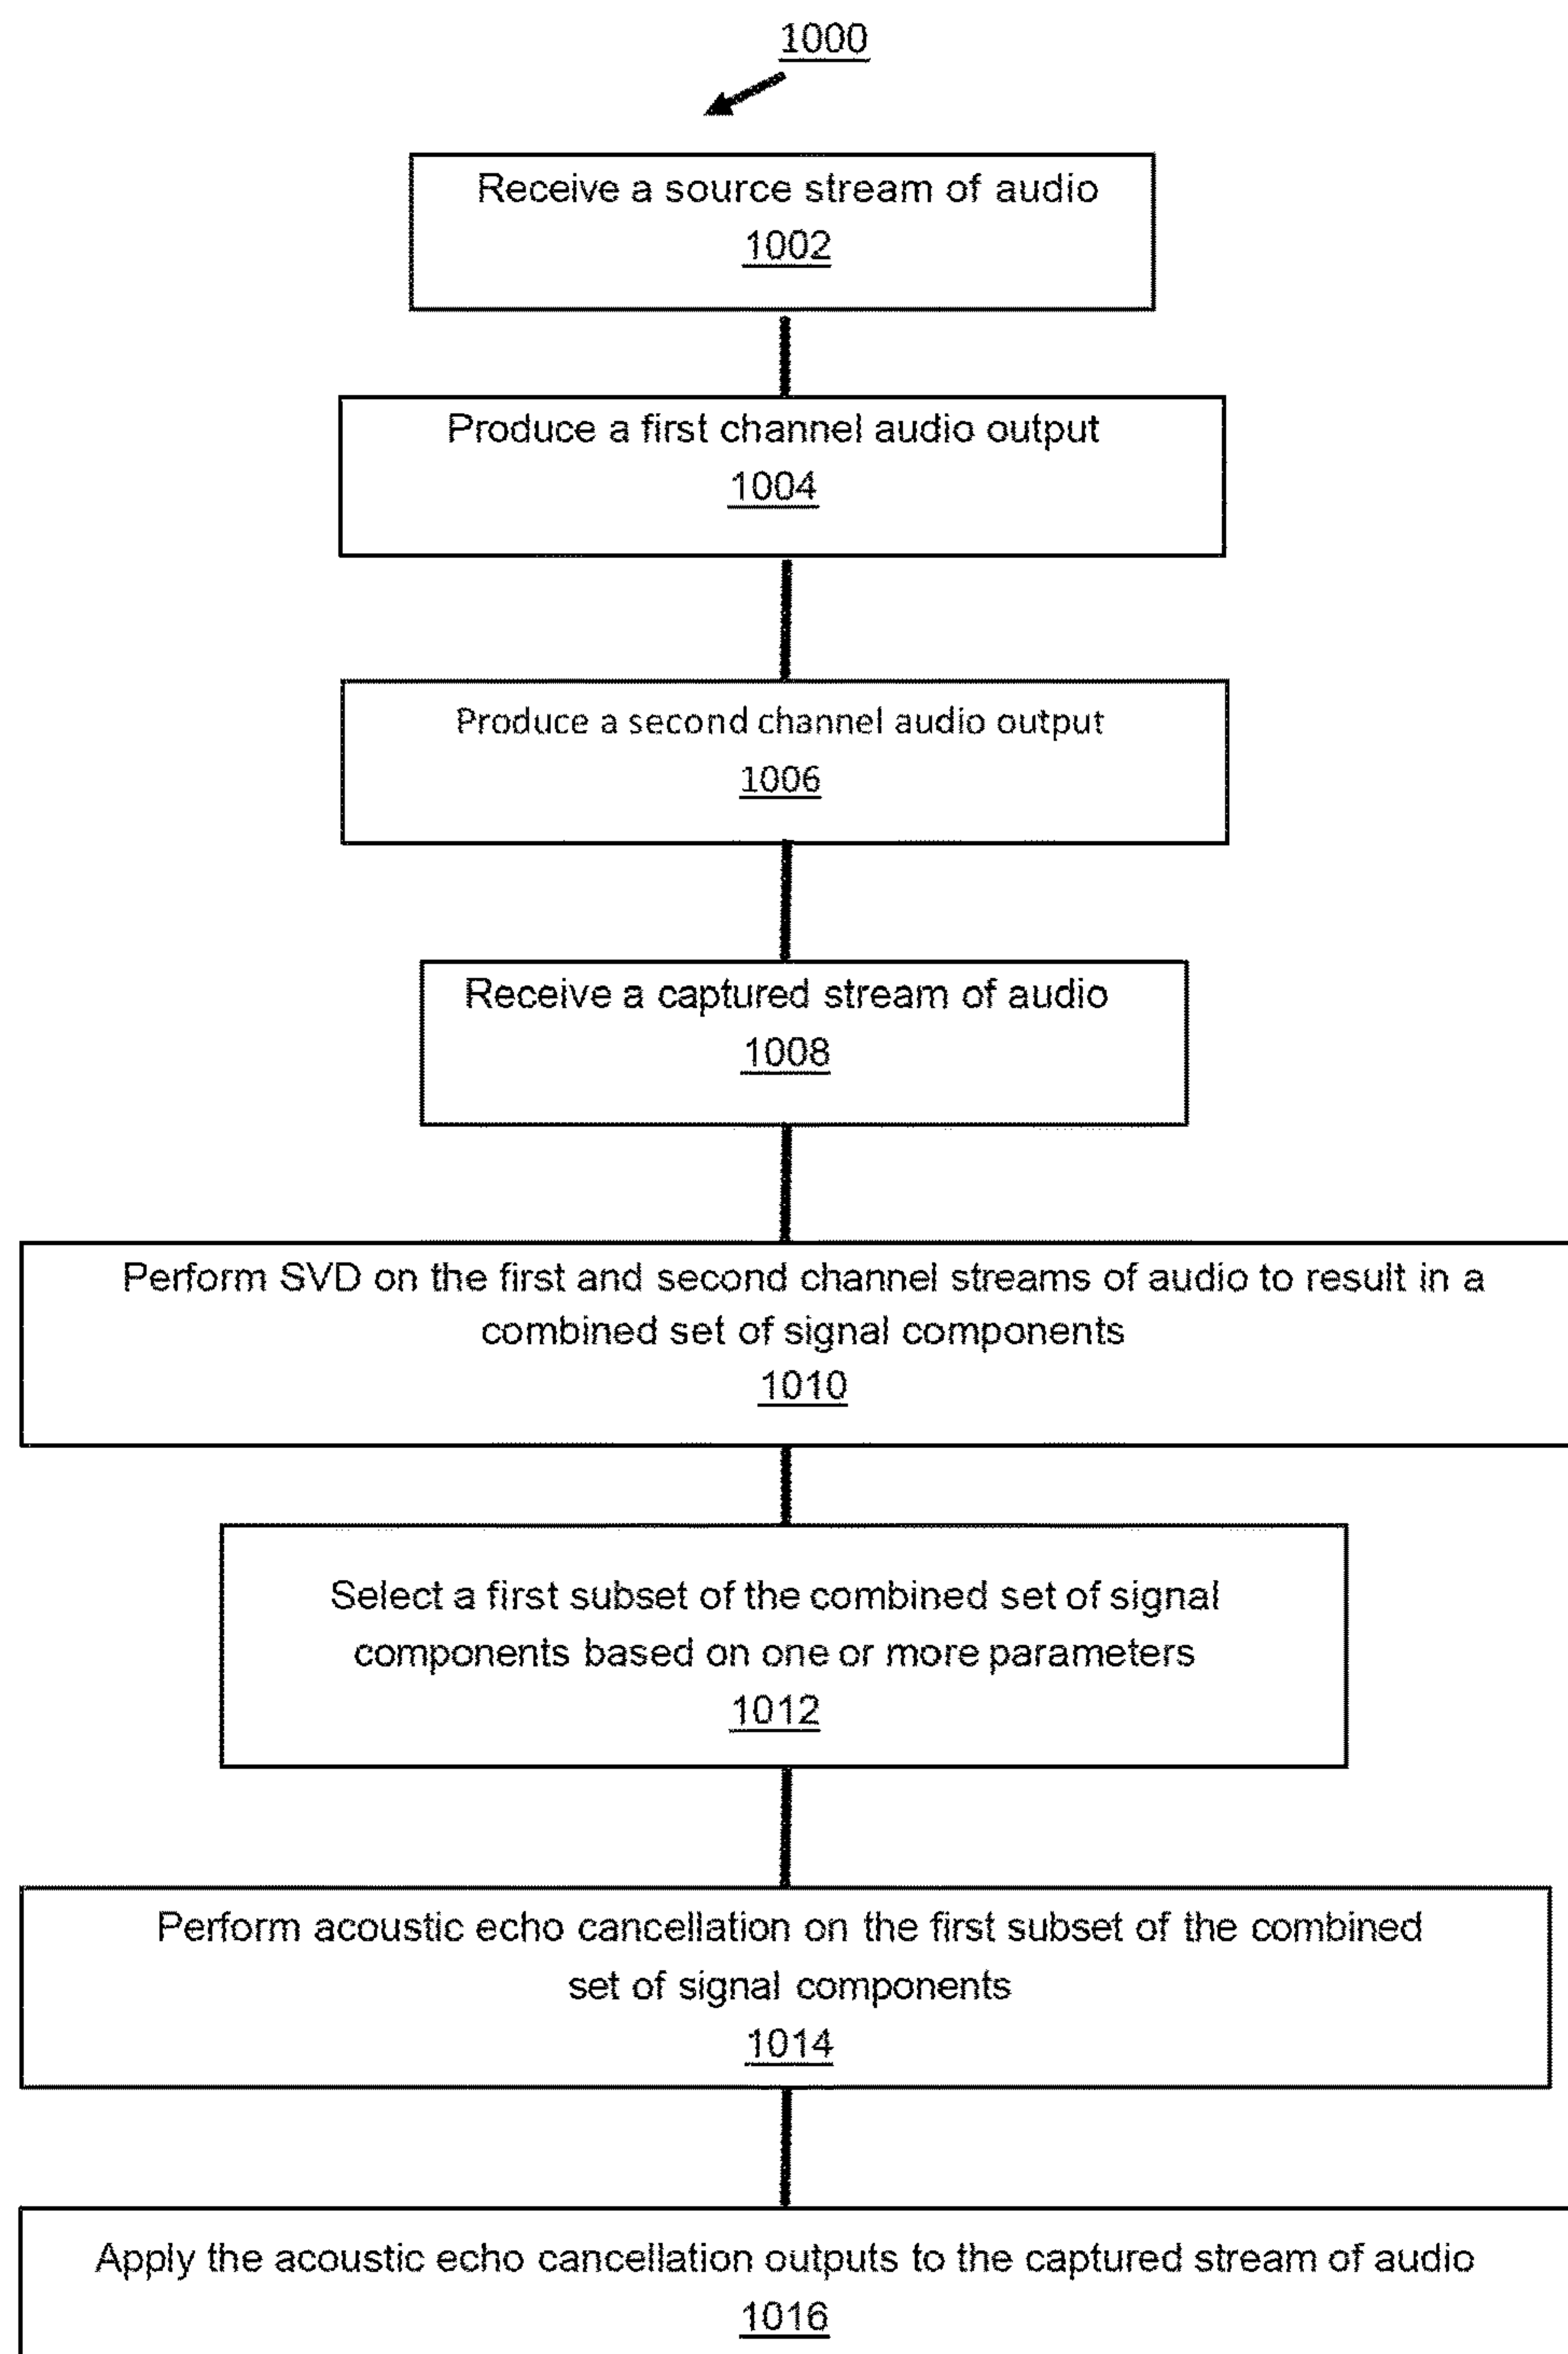 1000
Receive a source stream of audio
1002
Produce a first channel audio output
1004
Produce a second channel audio output
1006
Receive a captured stream of audio
1008
Perform SVD on the first and second channel streams of audio to result in a
combined set of signal components
1010
Select a first subset of the combined set of signal
components based on one or more parameters
1012
Perform acoustic echo cancellation on the first subset of the combined
set of signal components
1014
Apply the acoustic echo cancellation outputs to the captured stream of audio
1016